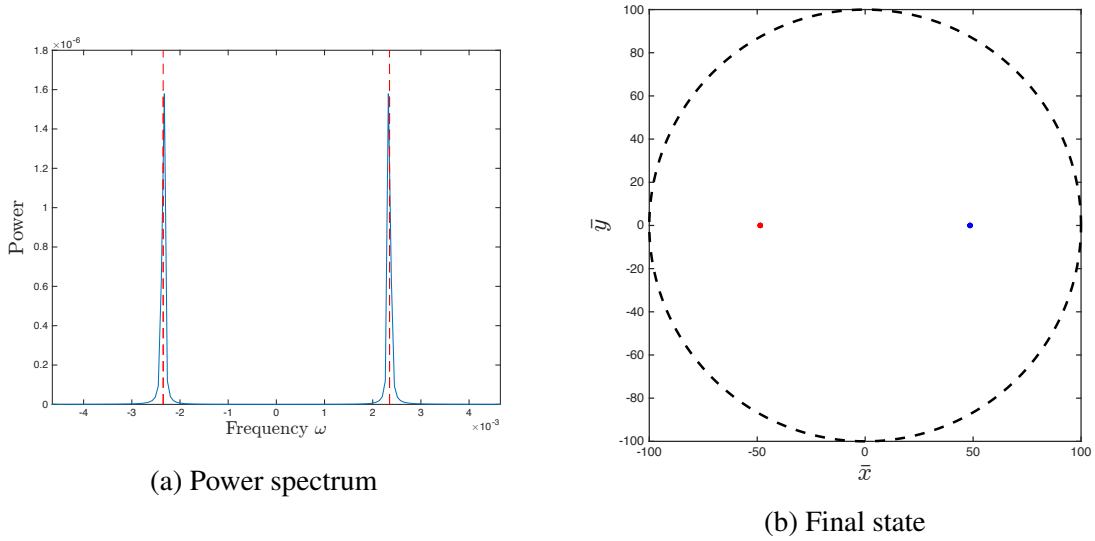 ×10⁻⁶
1.8
1.6
1.4
1.2
1
0.8
0.6
0.4
0.2
0
Power
-4 -3 -2 -1 0 1 2 3 4
Frequency ω
×10⁻³
(a) Power spectrum
100
80
60
40
20
0
-20
-40
-60
-80
-100
ȳ
-100 -50 0 50 100
x̄
(b) Final state